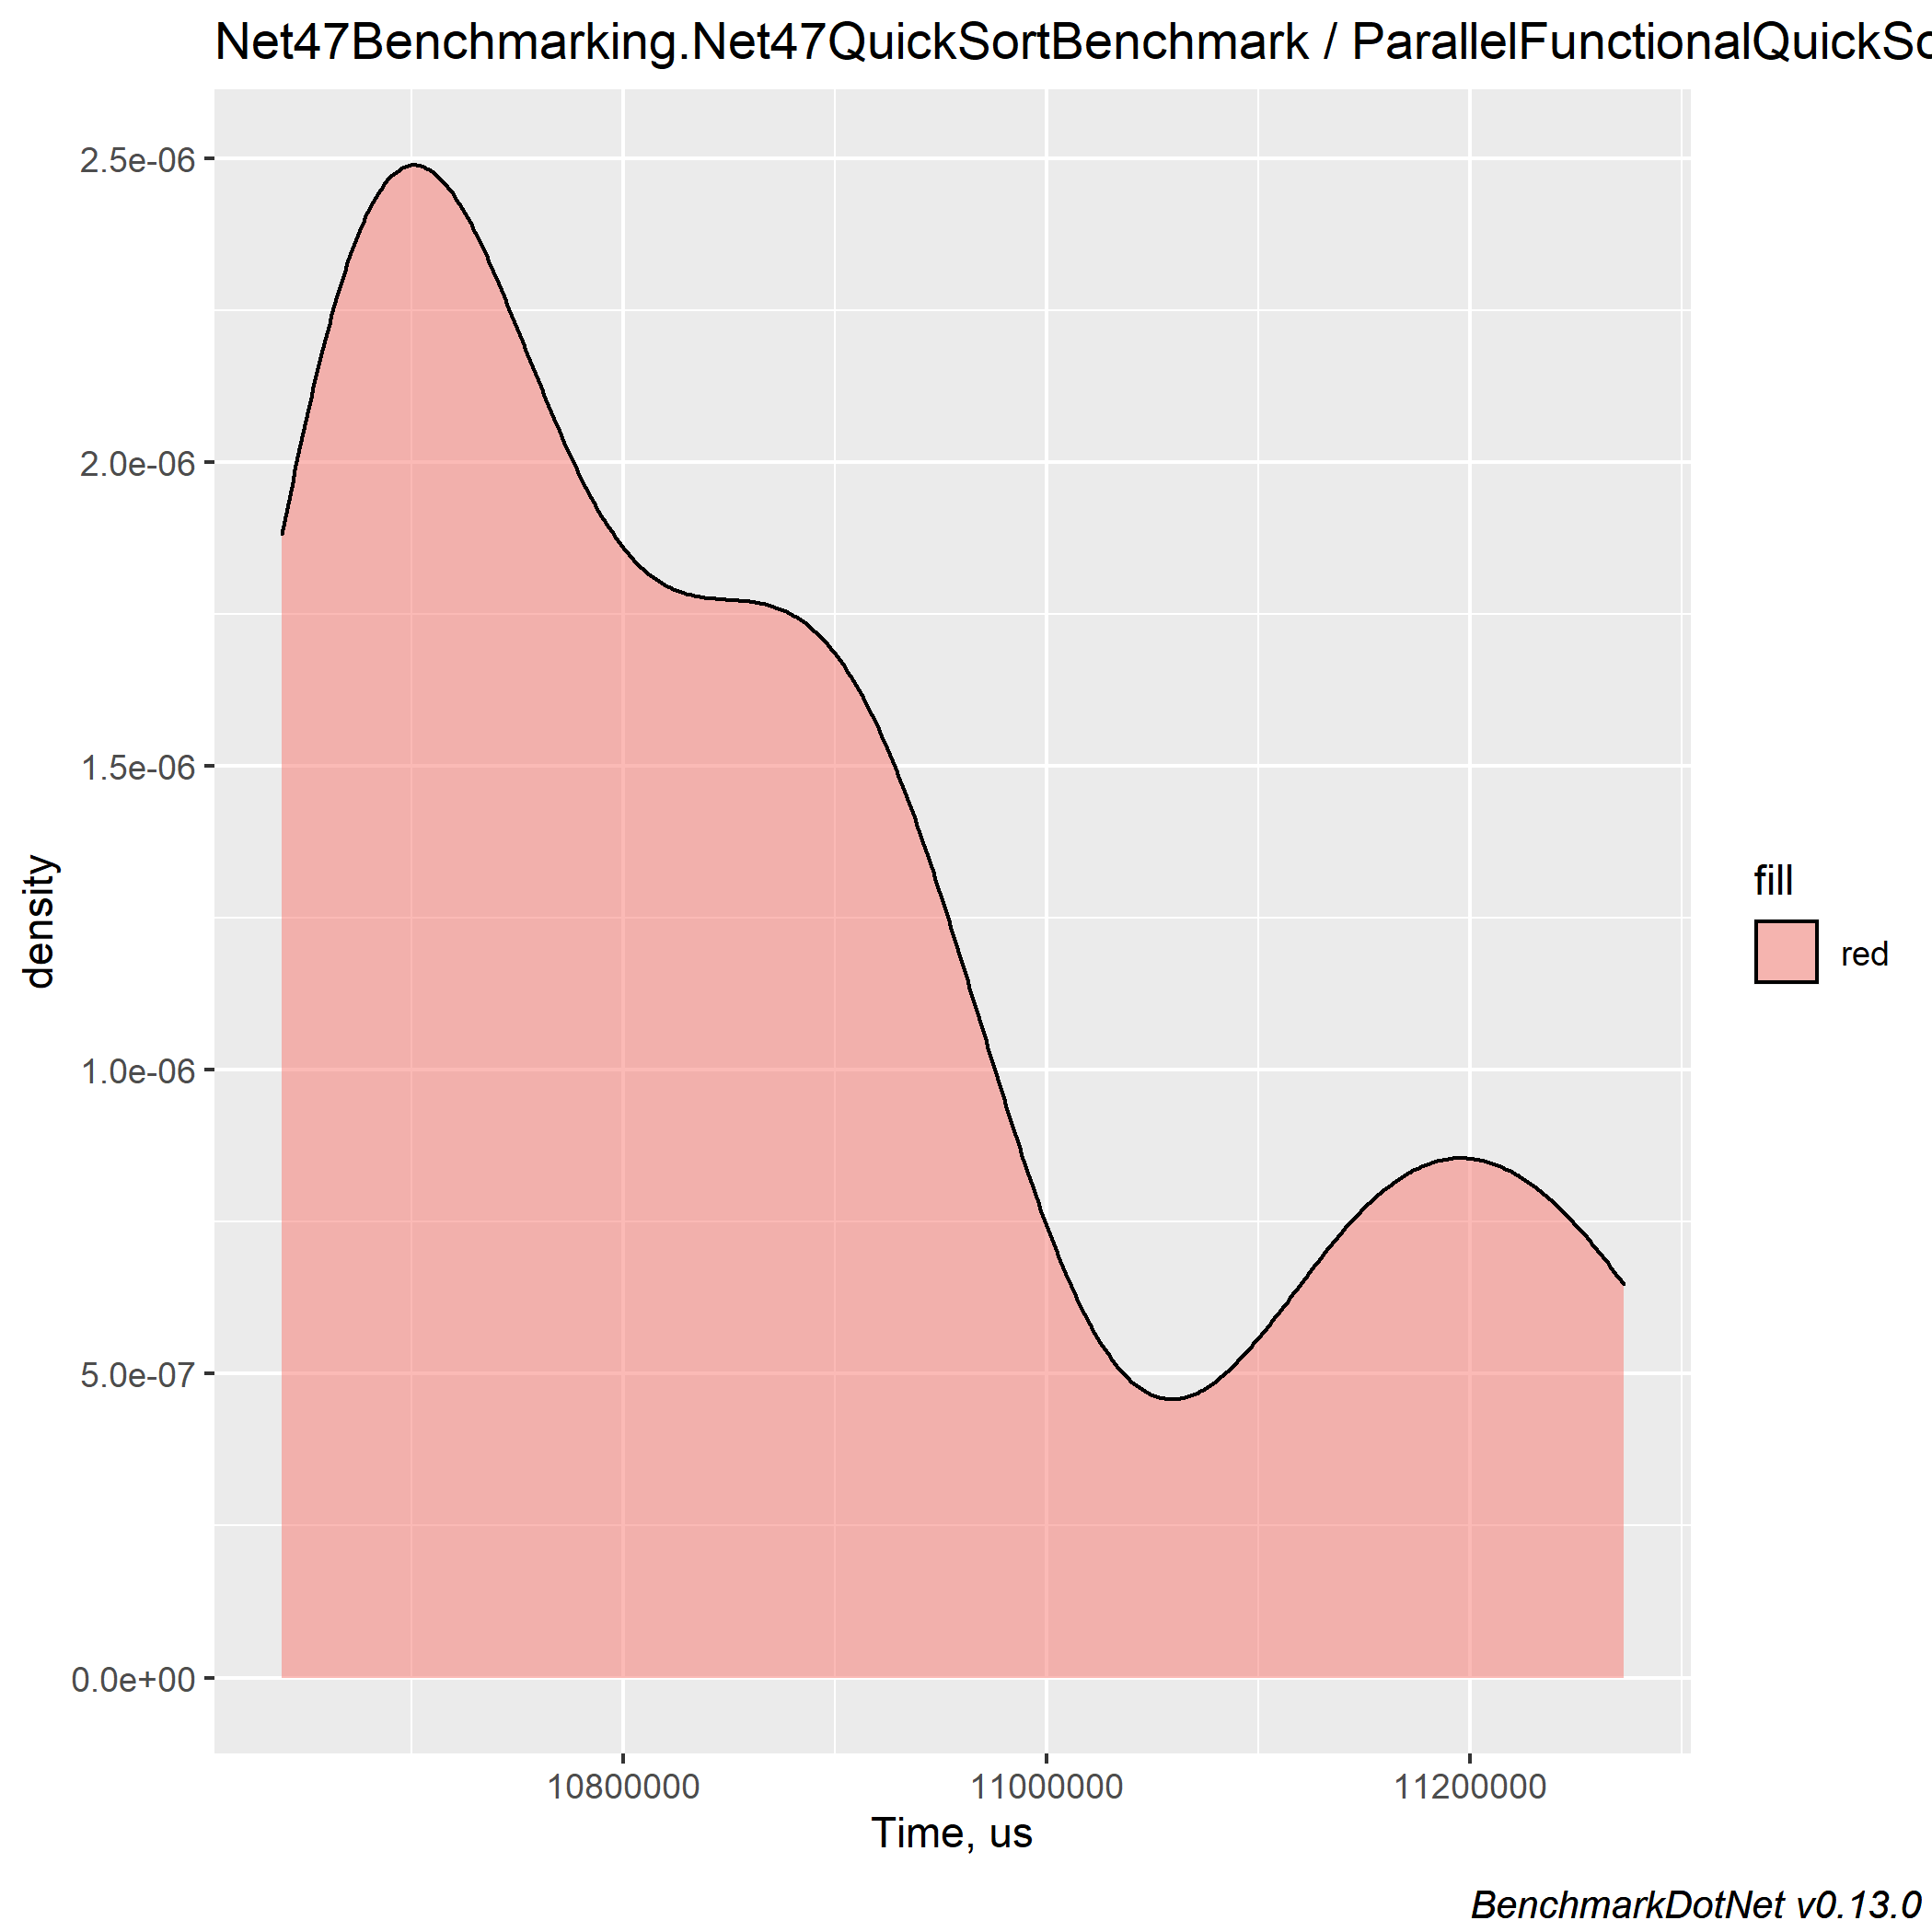 Net47Benchmarking.Net47QuickSortBenchmark / ParallelFunctionalQuickSo
2.5e-06
2.0e-06
1.5e-06
1.0e-06
5.0e-07
0.0e+00
density
10800000 11000000 11200000
Time, us
fill
red
BenchmarkDotNet v0.13.0